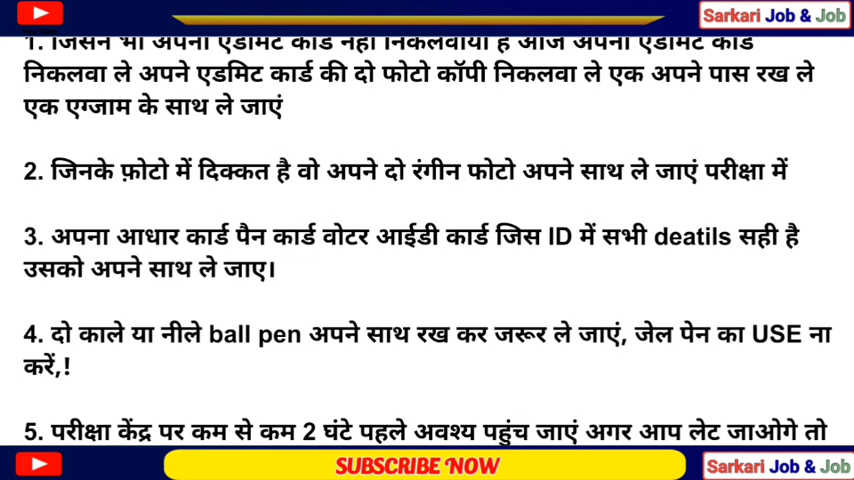 Sarkari Job & Job
1. जिसने भी अपना एडमिट कार्ड नहीं निकलवाया है आज अपना एडमिट कार्ड
निकलवा ले अपने एडमिट कार्ड की दो फोटो कॉपी निकलवा ले एक अपने पास रख ले
एक एग्जाम के साथ ले जाएं
2. जिनके फ़ोटो में दिक्कत है वो अपने दो रंगीन फोटो अपने साथ ले जाएं परीक्षा में
3. अपना आधार कार्ड पैन कार्ड वोटर आईडी कार्ड जिस ID में सभी deatils सही है
उसको अपने साथ ले जाए।
4. दो काले या नीले ball pen अपने साथ रख कर जरूर ले जाएं, जेल पेन का USE ना
करें,!
5. परीक्षा केंद्र पर कम से कम 2 घंटे पहले अवश्य पहुंच जाएं अगर आप लेट जाओगे तो
SUBSCRIBE NOW
Sarkari Job & Job